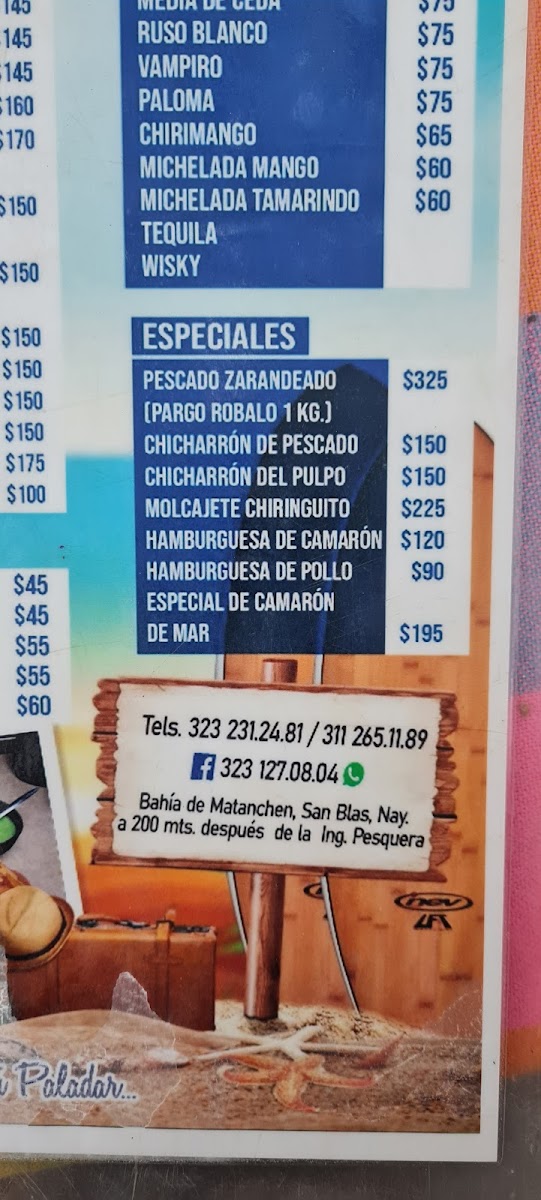 $145
$145
$145
$160
$170
$150
$150
$150
$150
$150
$150
$175
$100
$45
$45
$55
$55
$60
MEDIA DE CEDA $75
RUSO BLANCO $75
VAMPIRO $75
PALOMA $75
CHIRIMANGO $65
MICHELADA MANGO $60
MICHELADA TAMARINDO $60
TEQUILA
WISKY
ESPECIALES
PESCADO ZARANDEADO $325
(PARGO ROBALO 1 KG.)
CHICHARRÓN DE PESCADO $150
CHICHARRÓN DEL PULPO $150
MOLCAJETE CHIRINGUITO $225
HAMBURGUESA DE CAMARÓN $120
HAMBURGUESA DE POLLO $90
ESPECIAL DE CAMARÓN
DE MAR $195
Tels. 323 231.24.81 / 311 265.11.89
f 323 127.08.04
Bahía de Matanchen, San Blas, Nay.
a 200 mts. después de la Ing. Pesquera
nev
LFT
Paladar...